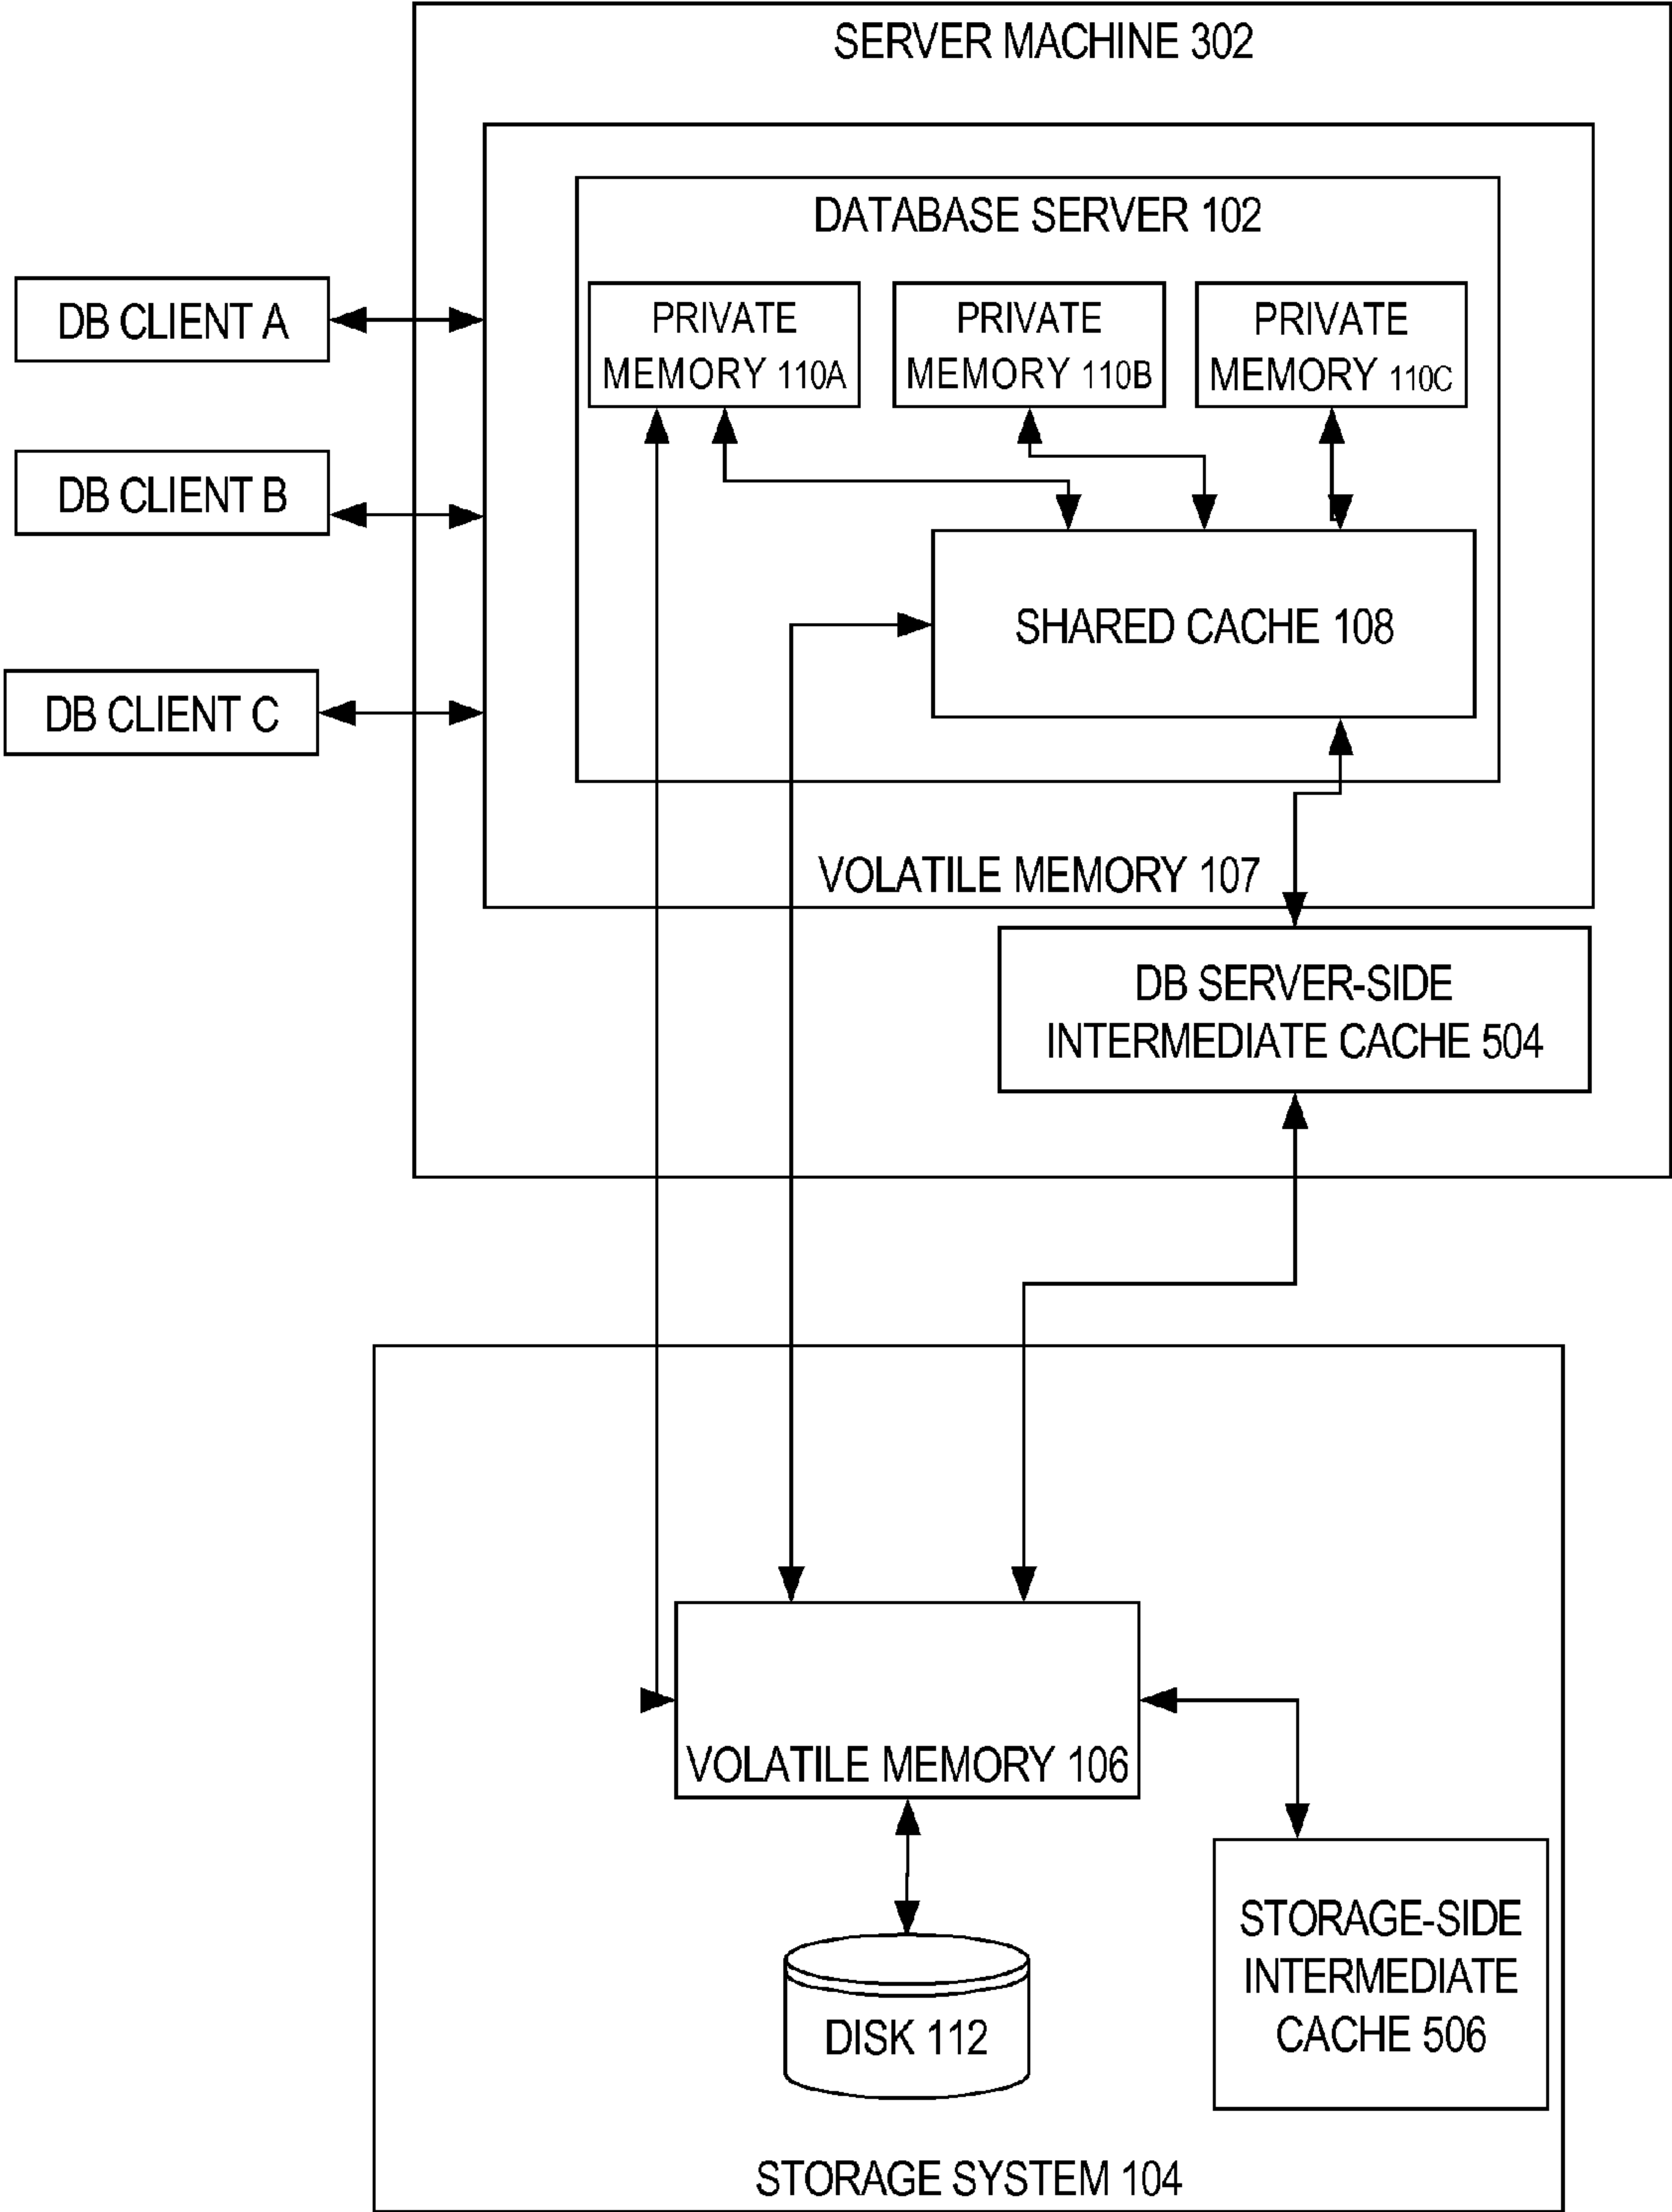 SERVER MACHINE 302
DATABASE SERVER 102
PRIVATE
MEMORY 110A
PRIVATE
MEMORY 110B
PRIVATE
MEMORY 110C
DB CLIENT A
DB CLIENT B
DB CLIENT C
SHARED CACHE 108
VOLATILE MEMORY 107
DB SERVER-SIDE
INTERMEDIATE CACHE 504
VOLATILE MEMORY 106
DISK 112
STORAGE-SIDE
INTERMEDIATE
CACHE 506
STORAGE SYSTEM 104